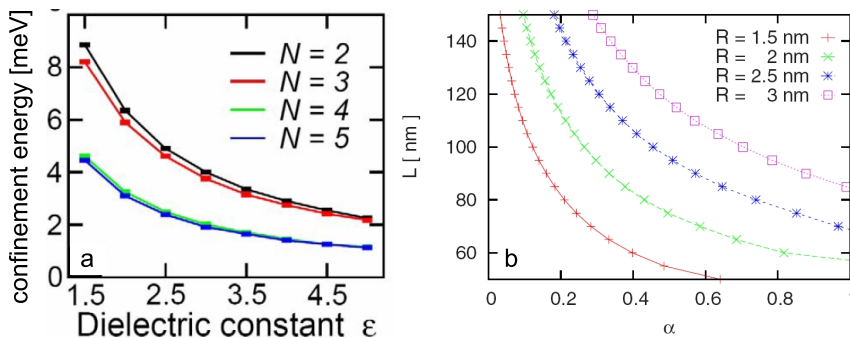 confinement energy [meV]
8
6
4
2
0
N = 2
N = 3
N = 4
N = 5
a
1.5 2.5 3.5 4.5
Dielectric constant ε
L [ nm ]
140
120
100
80
60
R = 1.5 nm
R = 2 nm
R = 2.5 nm
R = 3 nm
b
0 0.2 0.4 0.6 0.8
α